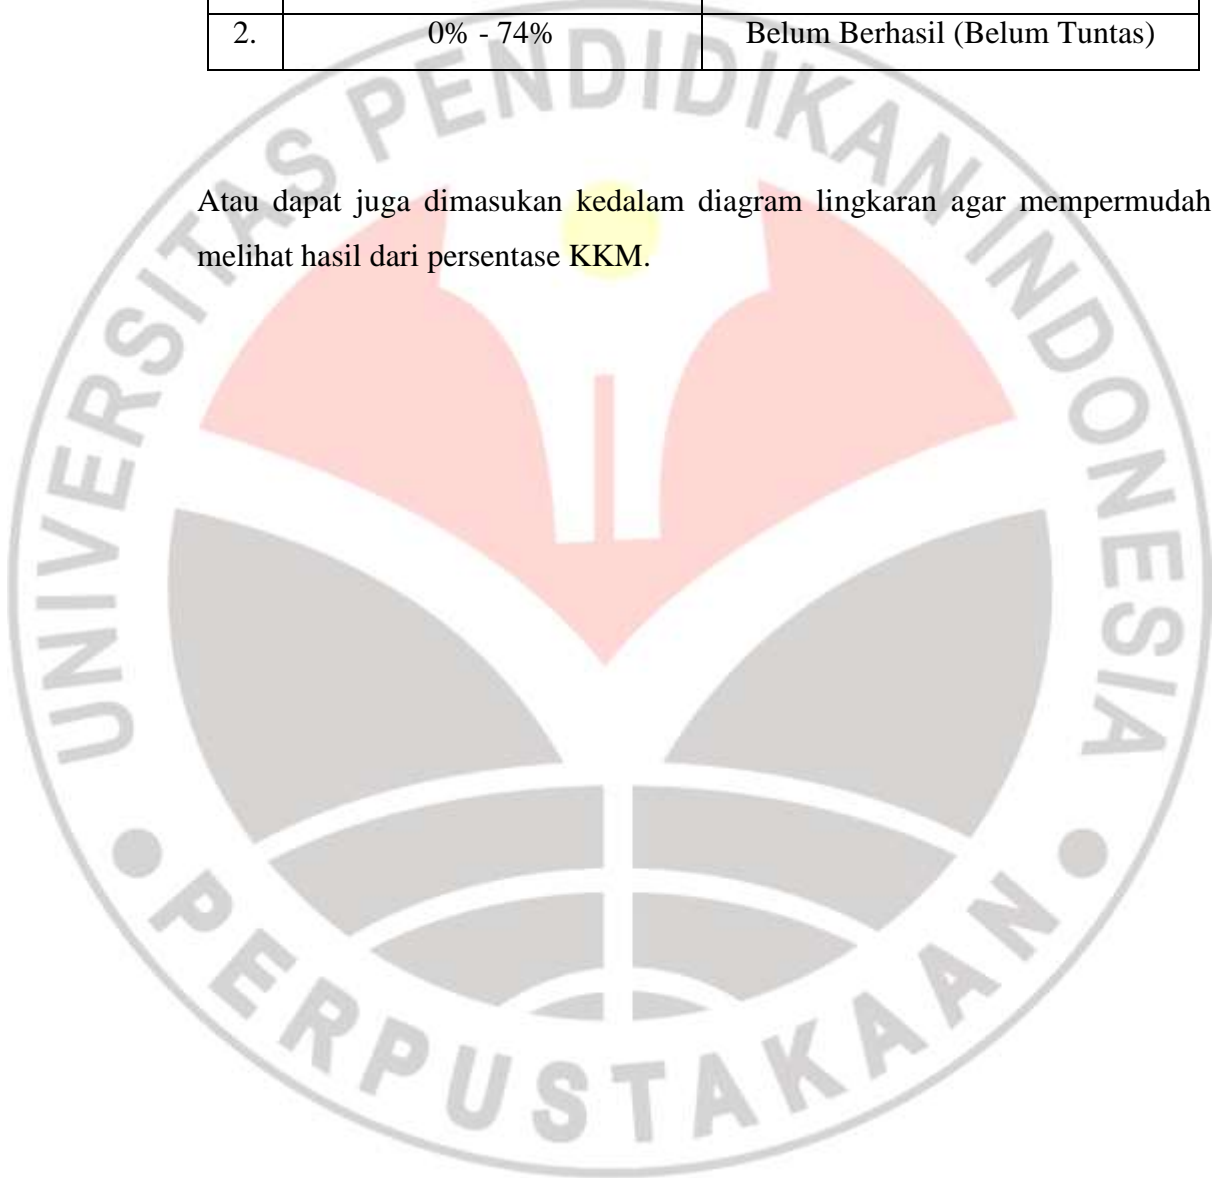 2. 0% - 74% Belum Berhasil (Belum Tuntas)
Atau dapat juga dimasukan kedalam diagram lingkaran agar mempermudah
melihat hasil dari persentase KKM.
UNIVERSITAS PENDIDIKAN INDONESIA
PERPUSTAKAAN